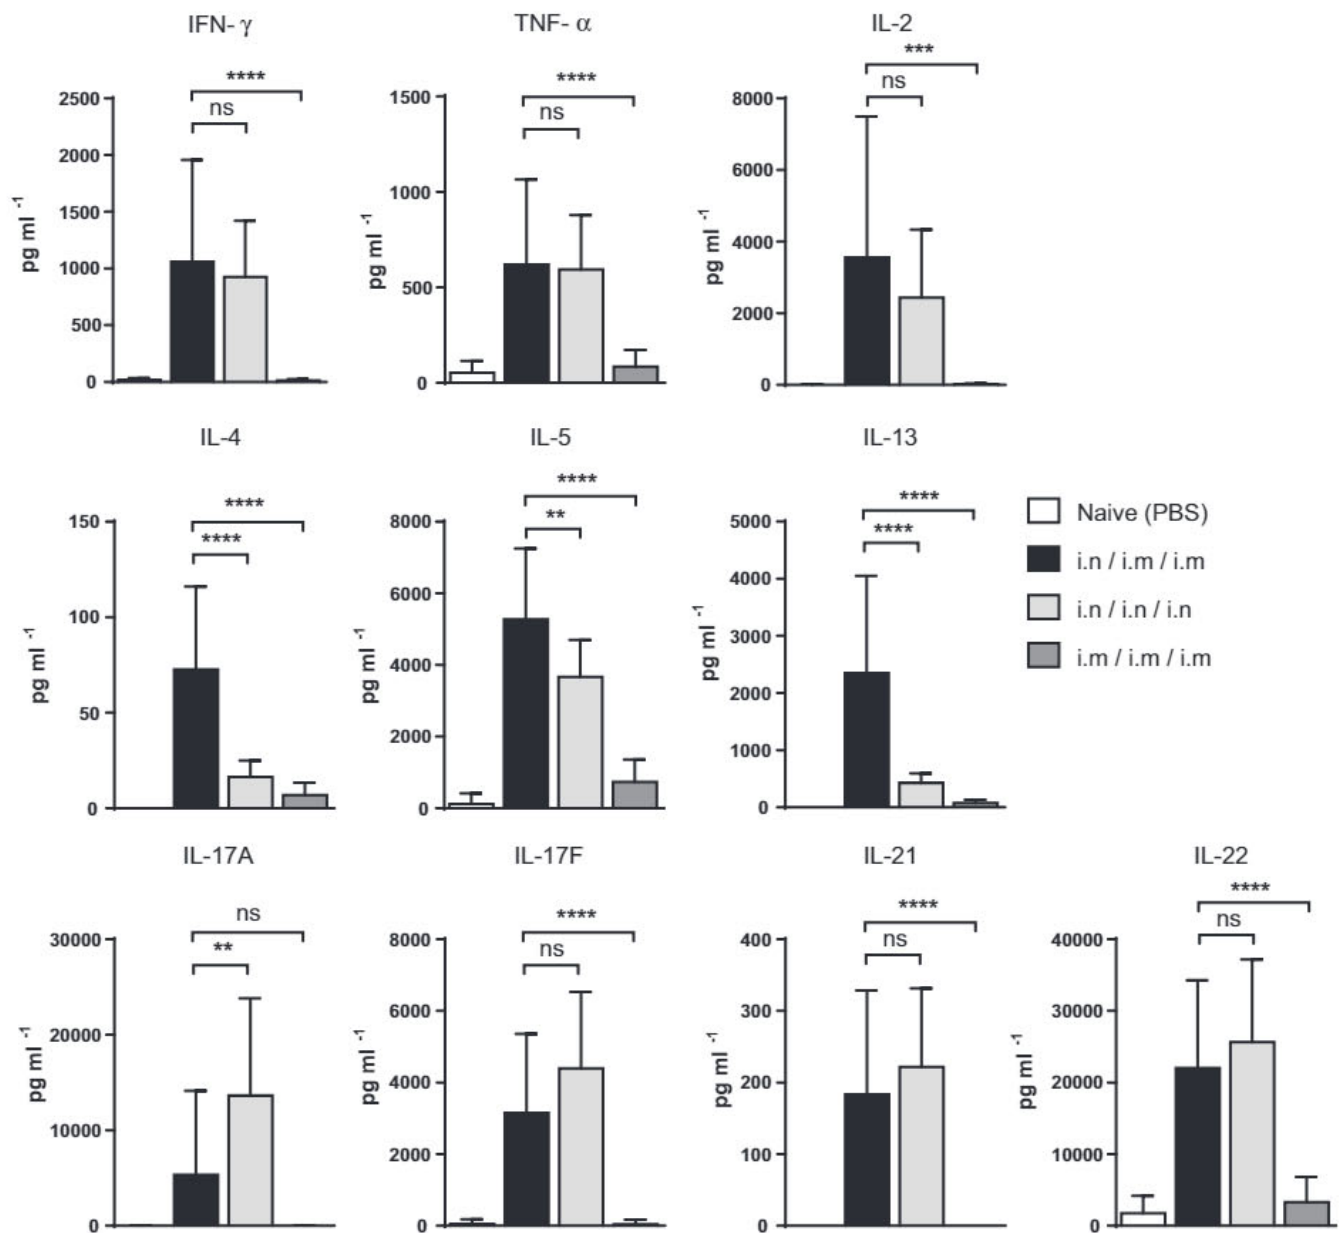 IFN- γ
TNF- α
IL-2
****
ns
2500
2000
1500
1000
500
0
pg ml -1
****
ns
1500
1000
500
0
pg ml -1
***
ns
8000
6000
4000
2000
0
pg ml -1
IL-4
IL-5
IL-13
****
****
150
100
50
0
pg ml -1
****
**
8000
6000
4000
2000
0
pg ml -1
****
****
5000
4000
3000
2000
1000
0
pg ml -1
Naive (PBS)
i.n / i.m / i.m
i.n / i.n / i.n
i.m / i.m / i.m
IL-17A
IL-17F
IL-21
IL-22
ns
**
30000
20000
10000
0
pg ml -1
****
ns
8000
6000
4000
2000
0
pg ml -1
****
ns
400
300
200
100
0
pg ml -1
****
ns
40000
30000
20000
10000
0
pg ml -1